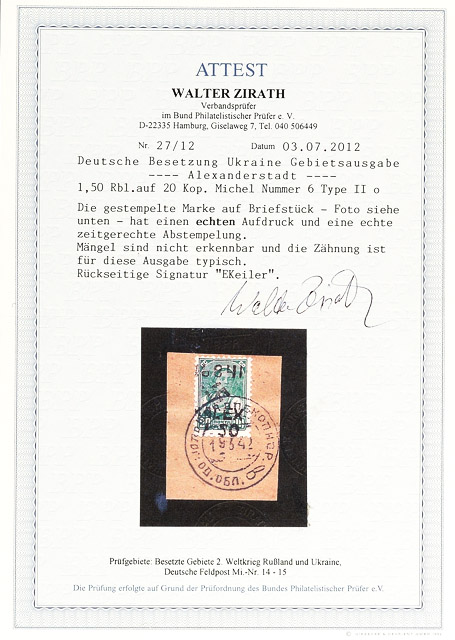 ATTEST
WALTER ZIRATH
Verbandsprüfer
im Bund Philatelistischer Prüfer e. V.
D-22335 Hamburg, Giselaweg 7, Tel. 040 506449
Nr. 27/12 Datum 03.07.2012
Deutsche Besetzung Ukraine Gebietsausgabe
---- Alexanderstadt ----
1,50 Rbl.auf 20 Kop. Michel Nummer 6 Type II o
Die gestempelte Marke auf Briefstück - Foto siehe
unten - hat einen echten Aufdruck und eine echte
zeitgerechte Abstempelung.
Mängel sind nicht erkennbar und die Zähnung ist
für diese Ausgabe typisch.
Rückseitige Signatur "EKeiler".
Walter Zirath
ALEX
Prüfgebiete: Besetzte Gebiete 2. Weltkrieg Rußland und Ukraine,
Deutsche Feldpost Mi.-Nr. 14 - 15
Die Prüfung erfolgte auf Grund der Prüfordnung des Bundes Philatelistischer Prüfer e.V.